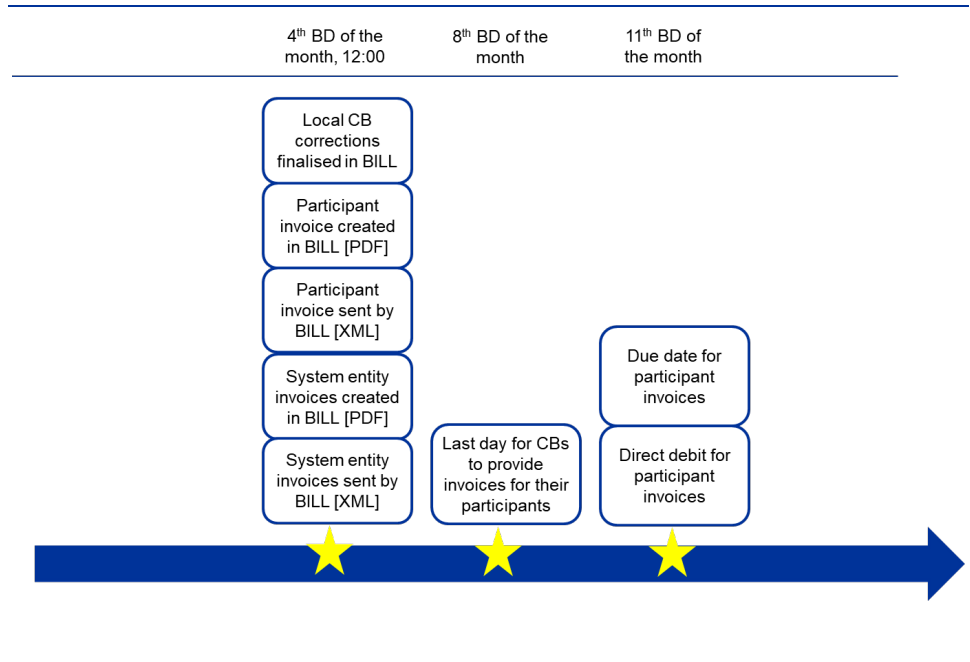 4th BD of the
month, 12:00
8th BD of the
month
11th BD of
the month
Local CB
corrections
finalised in BILL
Participant
invoice created
in BILL [PDF]
Participant
invoice sent by
BILL [XML]
System entity
invoices created
in BILL [PDF]
System entity
invoices sent by
BILL [XML]
Last day for CBs
to provide
invoices for their
participants
Due date for
participant
invoices
Direct debit for
participant
invoices